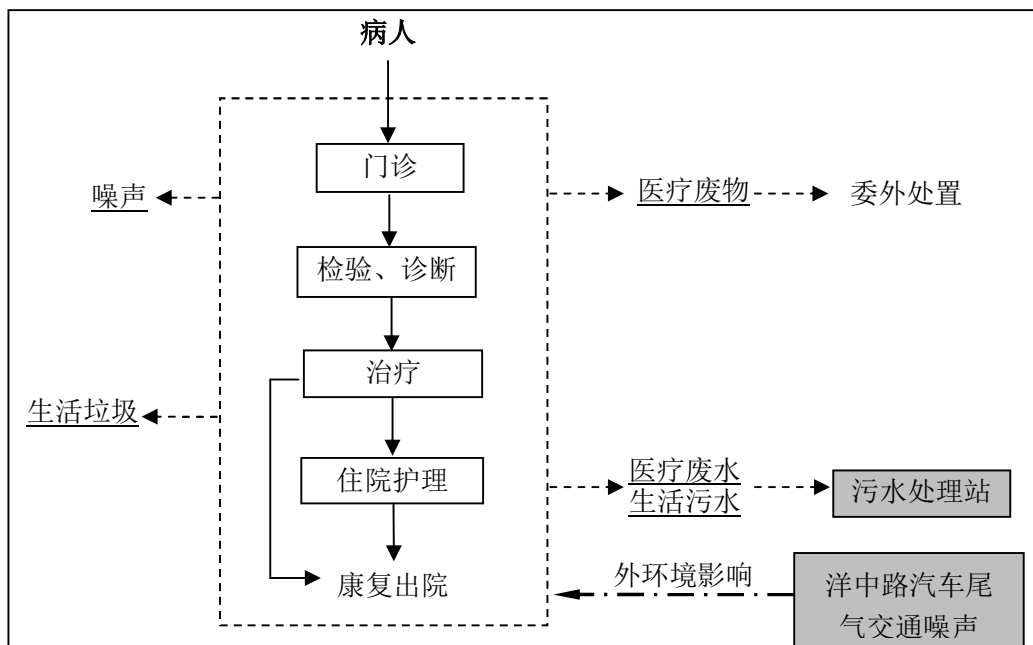 病人
门诊
噪声
医疗废物
委外处置
检验、诊断
治疗
生活垃圾
住院护理
医疗废水
生活污水
污水处理站
康复出院
外环境影响
洋中路汽车尾
气交通噪声